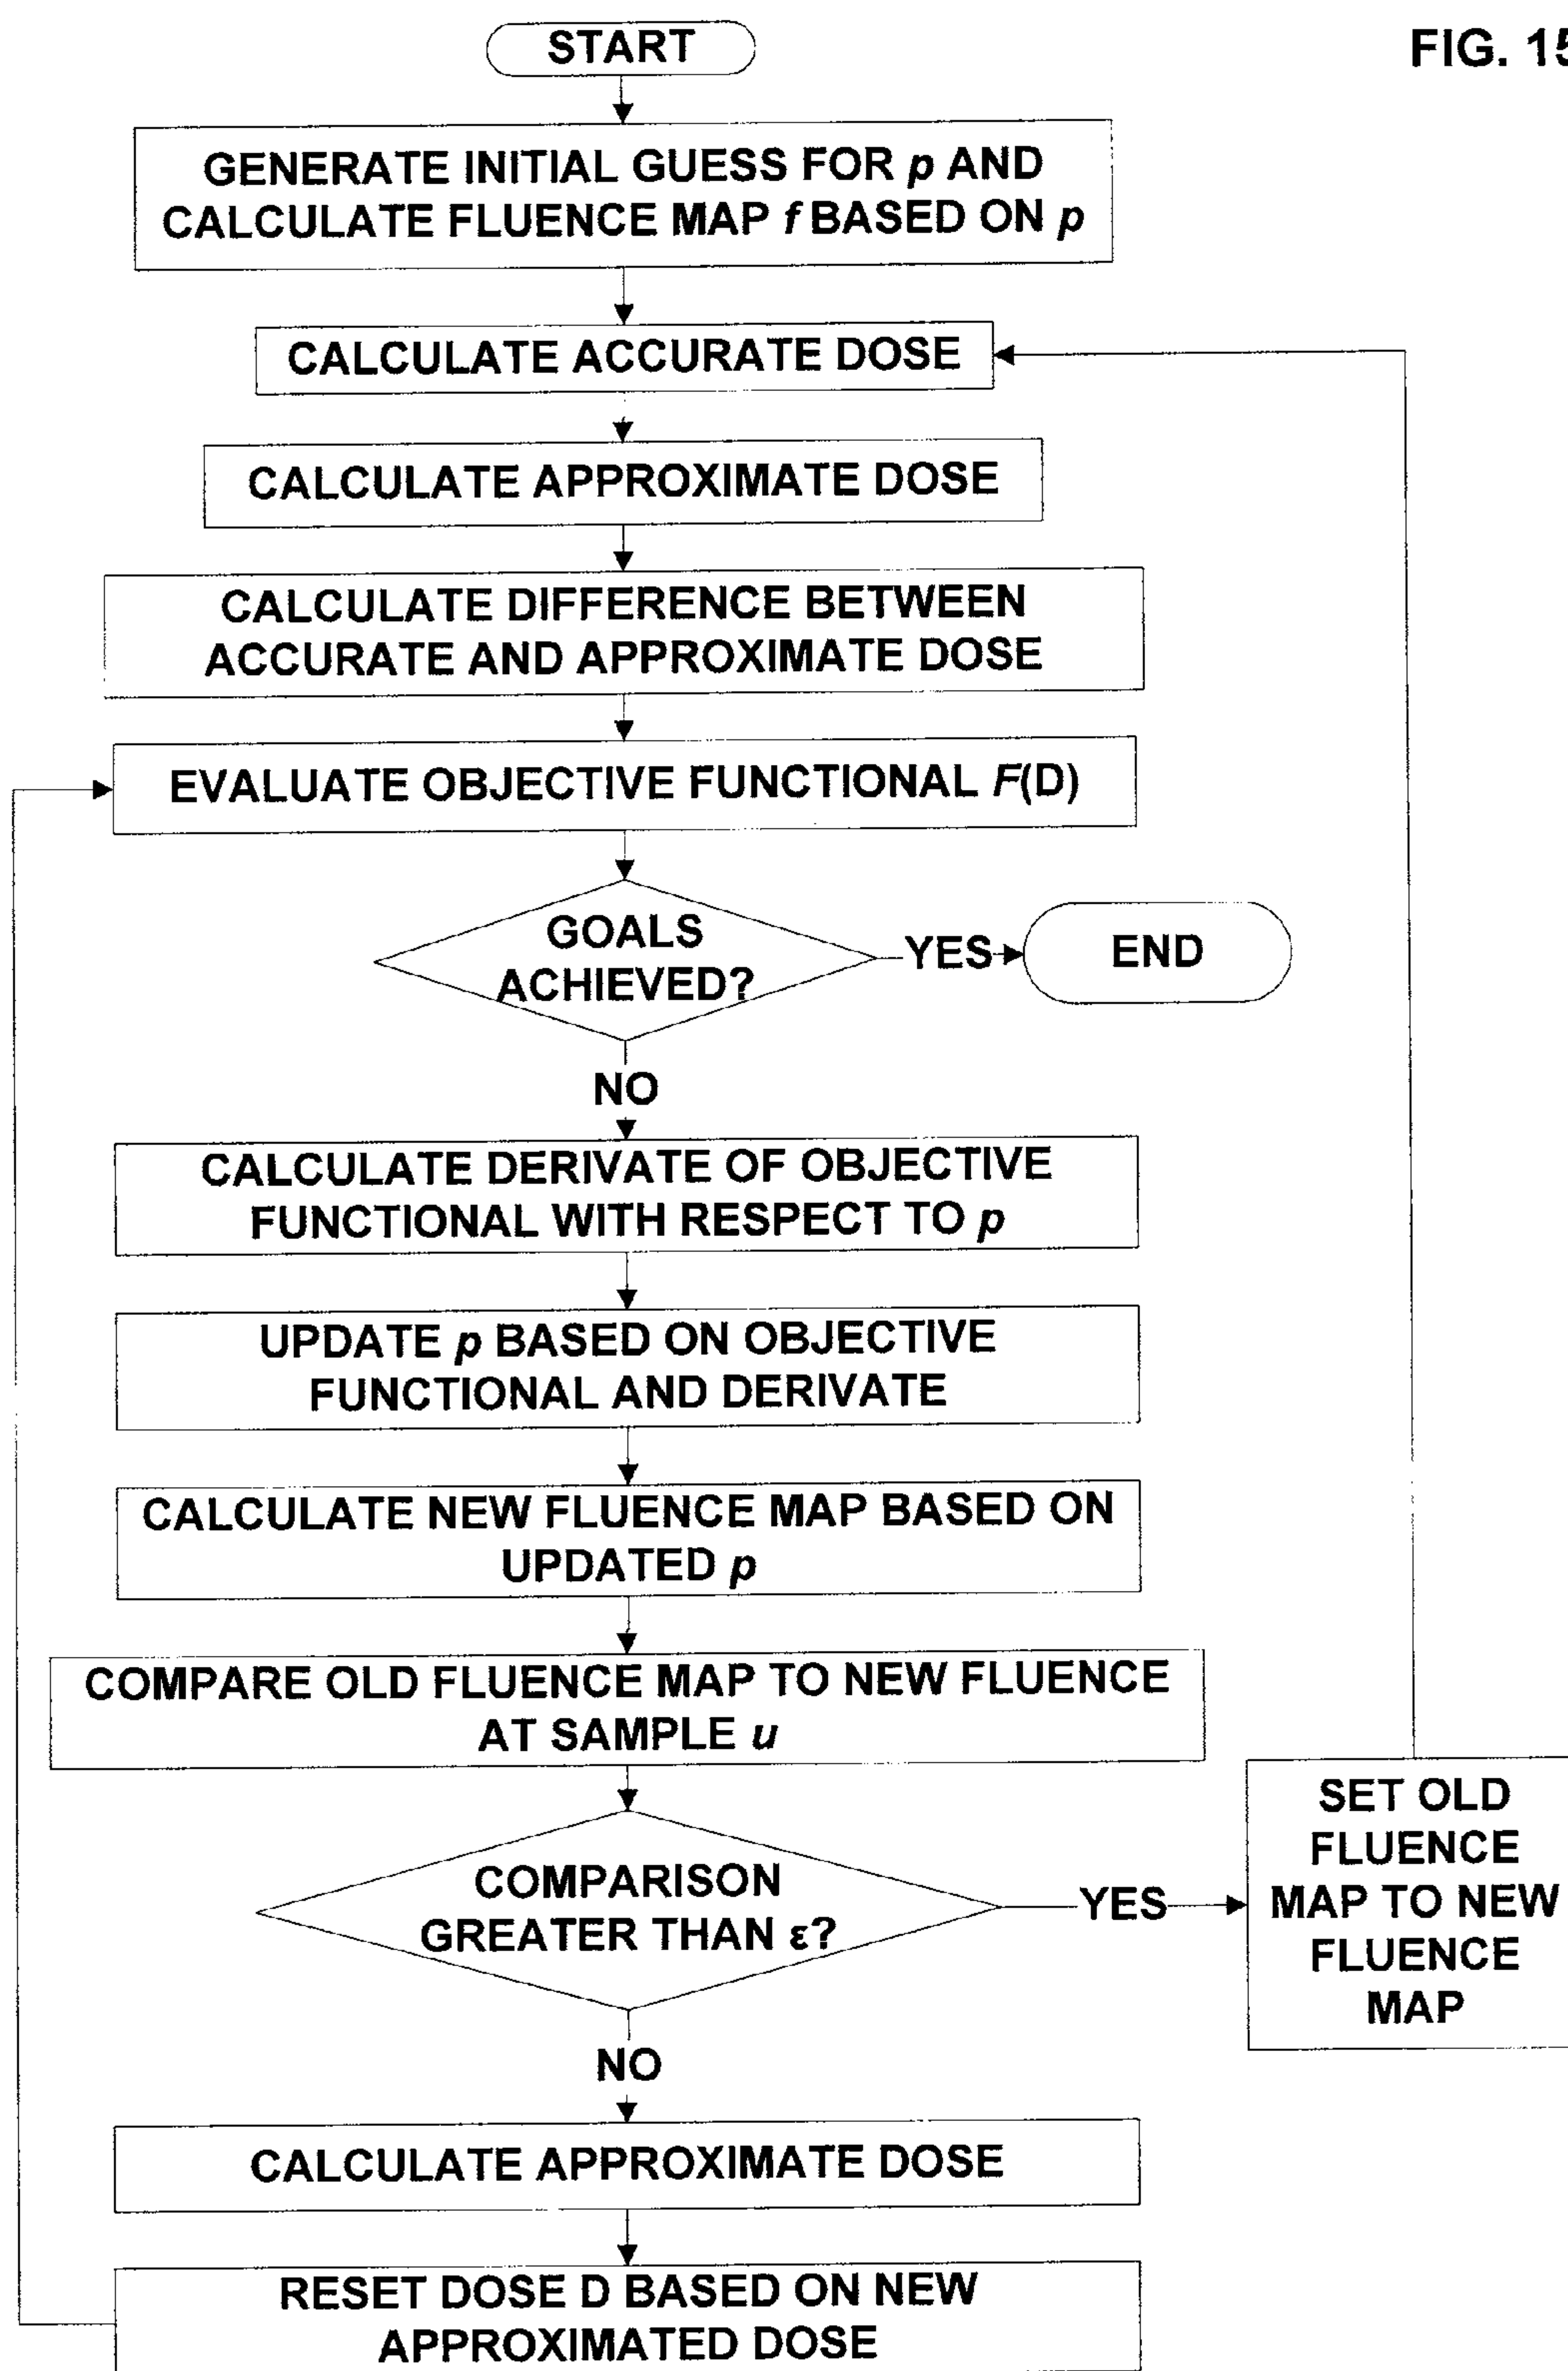 START
FIG. 15
GENERATE INITIAL GUESS FOR p AND
CALCULATE FLUENCE MAP f BASED ON p
CALCULATE ACCURATE DOSE
CALCULATE APPROXIMATE DOSE
CALCULATE DIFFERENCE BETWEEN
ACCURATE AND APPROXIMATE DOSE
EVALUATE OBJECTIVE FUNCTIONAL F(D)
GOALS
ACHIEVED?
YES
END
NO
CALCULATE DERIVATE OF OBJECTIVE
FUNCTIONAL WITH RESPECT TO p
UPDATE p BASED ON OBJECTIVE
FUNCTIONAL AND DERIVATE
CALCULATE NEW FLUENCE MAP BASED ON
UPDATED p
COMPARE OLD FLUENCE MAP TO NEW FLUENCE
AT SAMPLE u
COMPARISON
GREATER THAN ε?
YES
SET OLD
FLUENCE
MAP TO NEW
FLUENCE
MAP
NO
CALCULATE APPROXIMATE DOSE
RESET DOSE D BASED ON NEW
APPROXIMATED DOSE